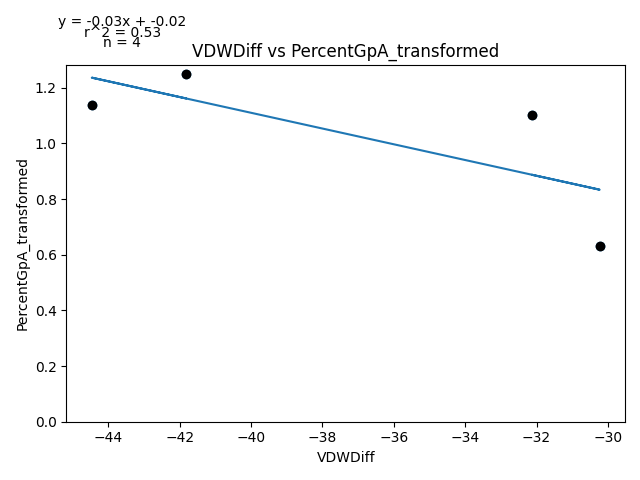 y = -0.03x + -0.02
r^2 = 0.53
n = 4
VDWDiff vs PercentGpA_transformed
PercentGpA_transformed
1.2
1.0
0.8
0.6
0.4
0.2
0.0
−44 −42 −40 −38 −36 −34 −32 −30
VDWDiff